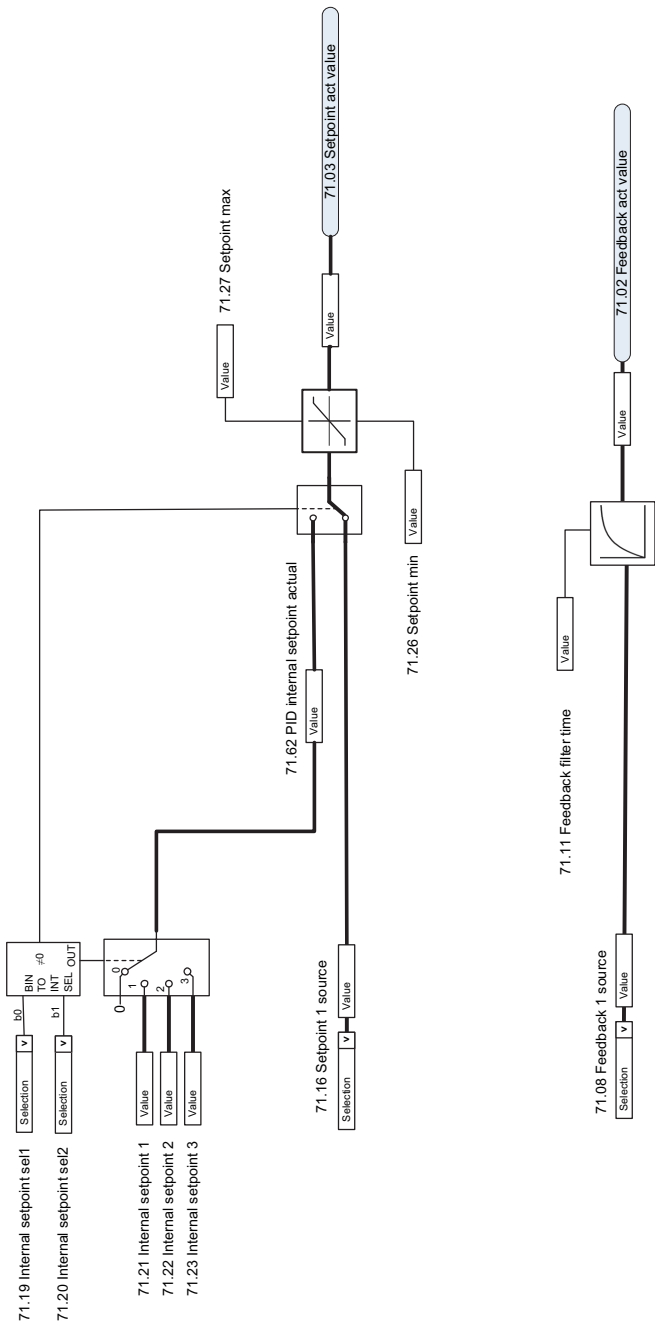 71.19 Internal setpoint sel1
Selection
v
b0
71.20 Internal setpoint sel2
Selection
v
b1
BIN
TO
INT
SEL
≠0
OUT
0
0
1
2
3
71.21 Internal setpoint 1
Value
71.22 Internal setpoint 2
Value
71.23 Internal setpoint 3
Value
71.62 PID internal setpoint actual
Value
71.16 Setpoint 1 source
Selection
v
Value
71.27 Setpoint max
Value
71.26 Setpoint min
Value
Value
71.03 Setpoint act value
71.11 Feedback filter time
Value
71.08 Feedback 1 source
Selection
v
Value
Value
71.02 Feedback act value